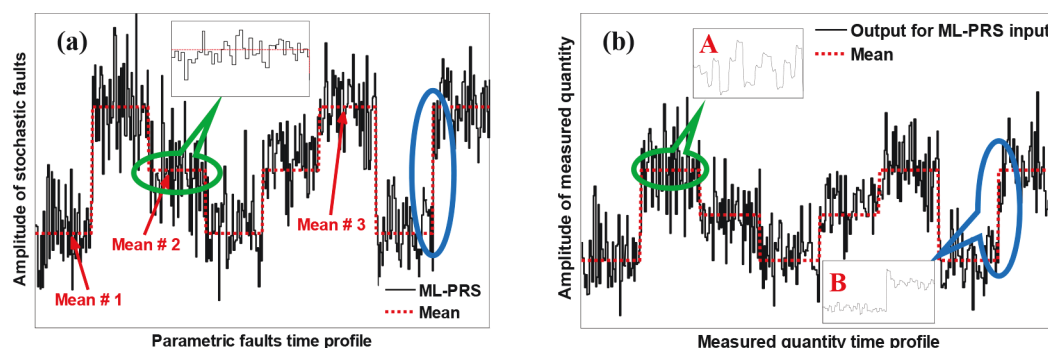 (a)
Amplitude of stochastic faults
Mean # 2
Mean # 3
Mean # 1
ML-PRS
Mean
Parametric faults time profile
(b)
A
Output for ML-PRS input
Mean
Amplitude of measured quantity
B
Measured quantity time profile